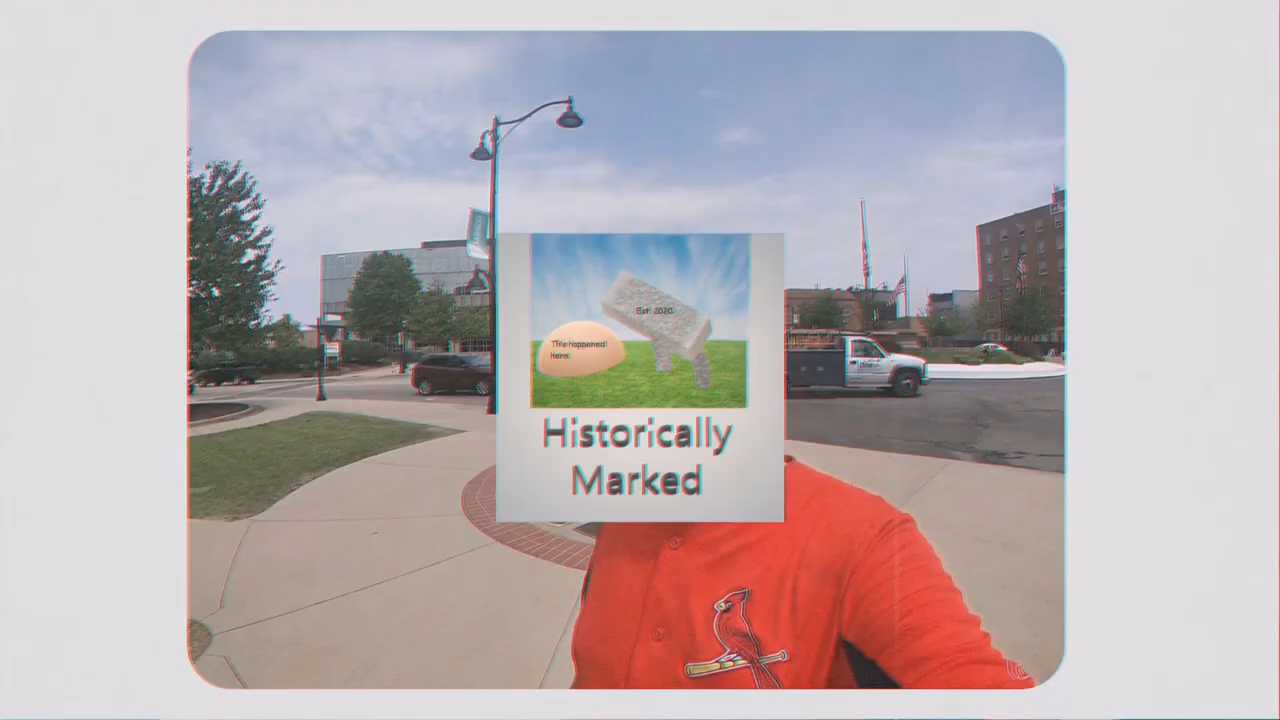 Est. 2020
This Happened
Here.
Historically
Marked